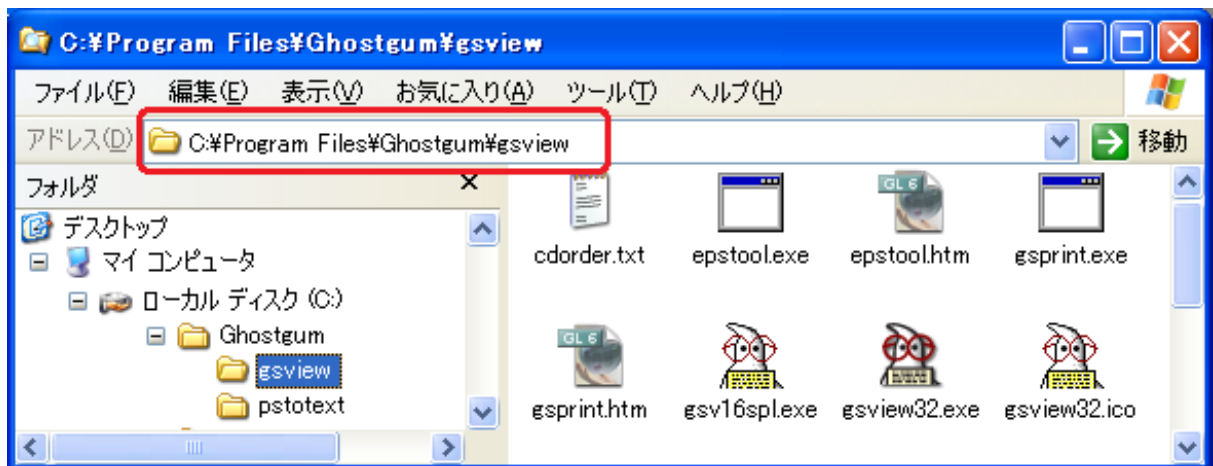 C:¥Program Files¥Ghostgum¥gsview
ファイル(F) 編集(E) 表示(V) お気に入り(A) ツール(T) ヘルプ(H)
アドレス(D) C:¥Program Files¥Ghostgum¥gsview 移動
フォルダ ×
デスクトップ
マイ コンピュータ
ローカル ディスク (C:)
Ghostgum
gsview
pstotext
GL 6
cdorder.txt epstool.exe epstool.htm gsprint.exe
GL 6
gsprint.htm gsv16spl.exe gsview32.exe gsview32.ico